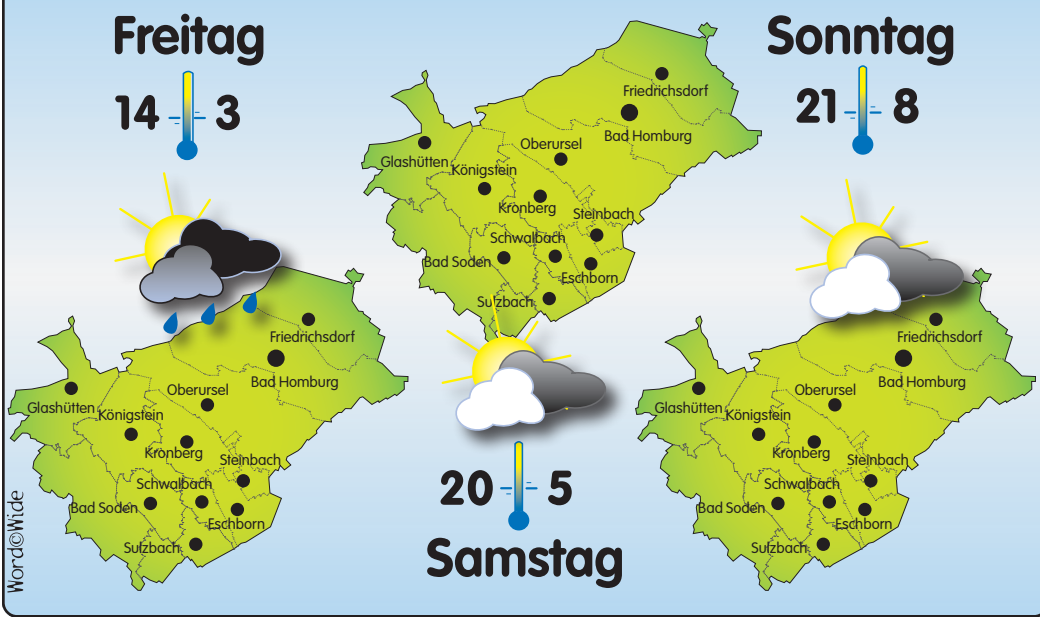 Freitag
14 3
Friedrichsdorf
Bad Homburg
Oberursel
Glashütten
Königstein
Kronberg
Steinbach
Schwalbach
Bad Soden
Eschborn
Sulzbach
Friedrichsdorf
Bad Homburg
Oberursel
Glashütten
Königstein
Kronberg
Steinbach
Schwalbach
Bad Soden
Eschborn
Sulzbach
20 5
Samstag
Sonntag
21 8
Friedrichsdorf
Bad Homburg
Oberursel
Glashütten
Königstein
Kronberg
Steinbach
Schwalbach
Bad Soden
Eschborn
Sulzbach
Word©Wide